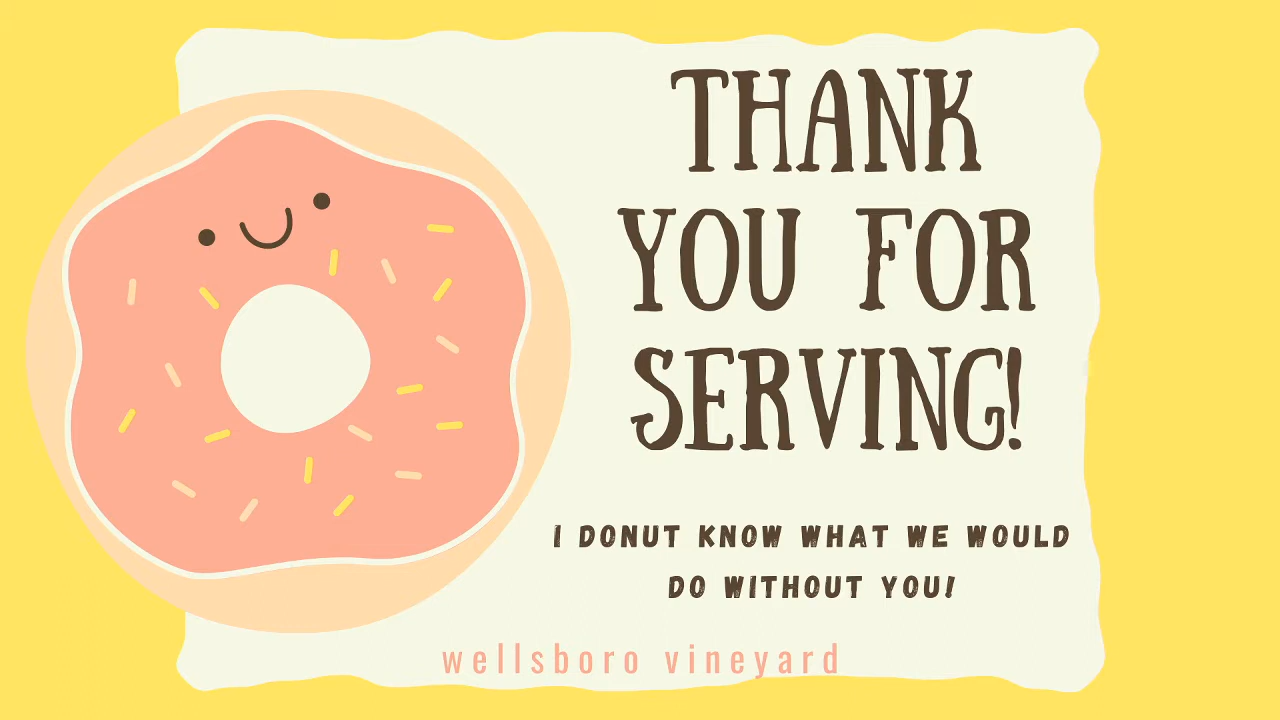 THANK
YOU FOR
SERVING!
I DONUT KNOW WHAT WE WOULD
DO WITHOUT YOU!
wellsboro vineyard